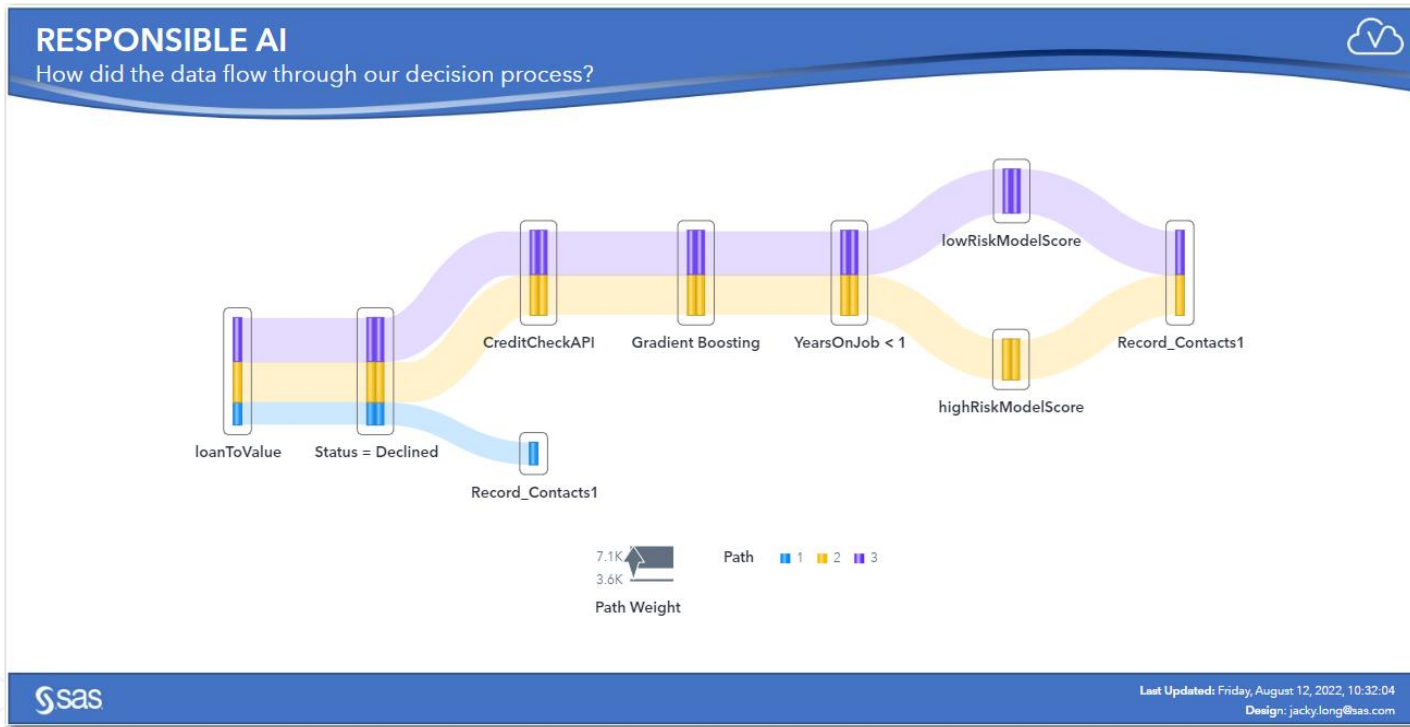 RESPONSIBLE AI
How did the data flow through our decision process?
lowRiskModelScore
CreditCheckAPI
Gradient Boosting
YearsOnJob < 1
Record_Contacts1
highRiskModelScore
loanToValue
Status = Declined
Record_Contacts1
7.1K
3.6K
Path Weight
Path 1 2 3
sas
Last Updated: Friday, August 12, 2022, 10:32:04
Design: jacky.long@sas.com